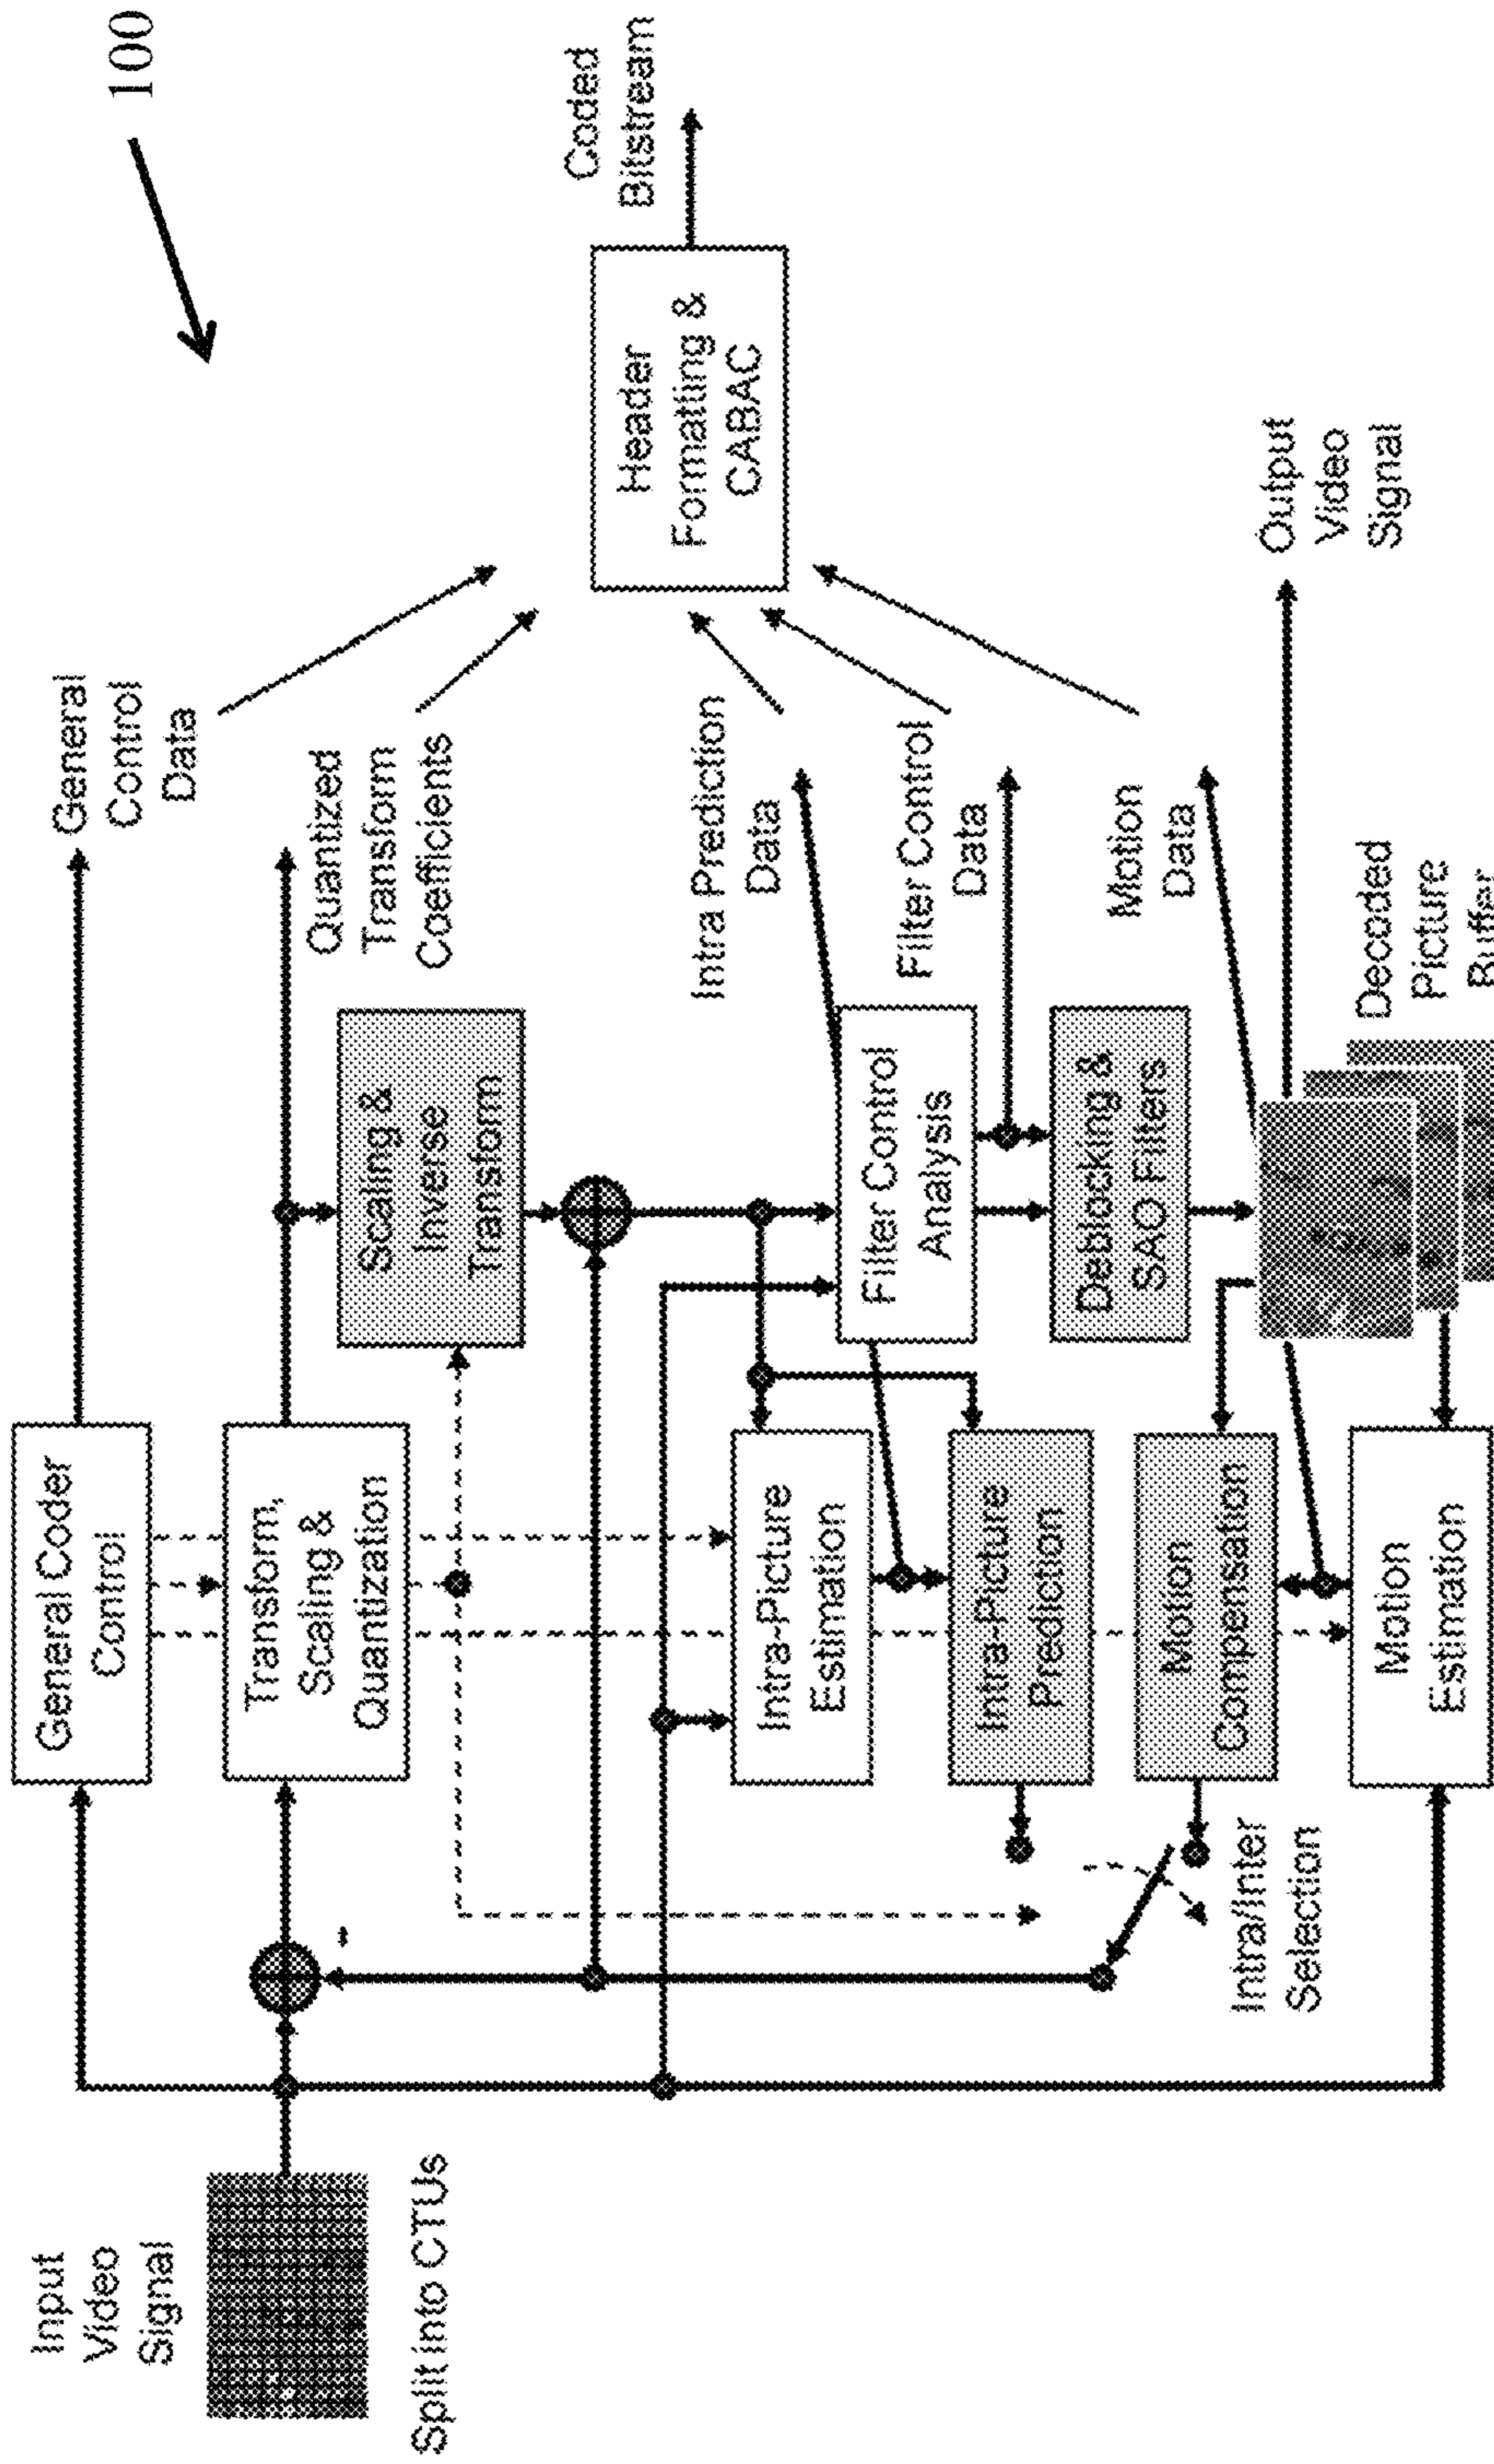 100
Input
Video
Signal
Split into CTUs
General Coder
Control
Transform,
Scaling &
Quantization
General
Control
Data
Quantized
Transform
Coefficients
Scaling &
Inverse
Transform
Header
Formatting &
CABAC
Coded
Bitstream
Intra-Picture
Estimation
Intra-Picture
Prediction
Motion
Compensation
Motion
Estimation
Intra/Inter
Selection
-
Filter Control
Analysis
Deblocking &
SAO Filters
Intra Prediction
Data
Filter Control
Data
Motion
Data
Output
Video
Signal
Decoded
Picture
Buffer